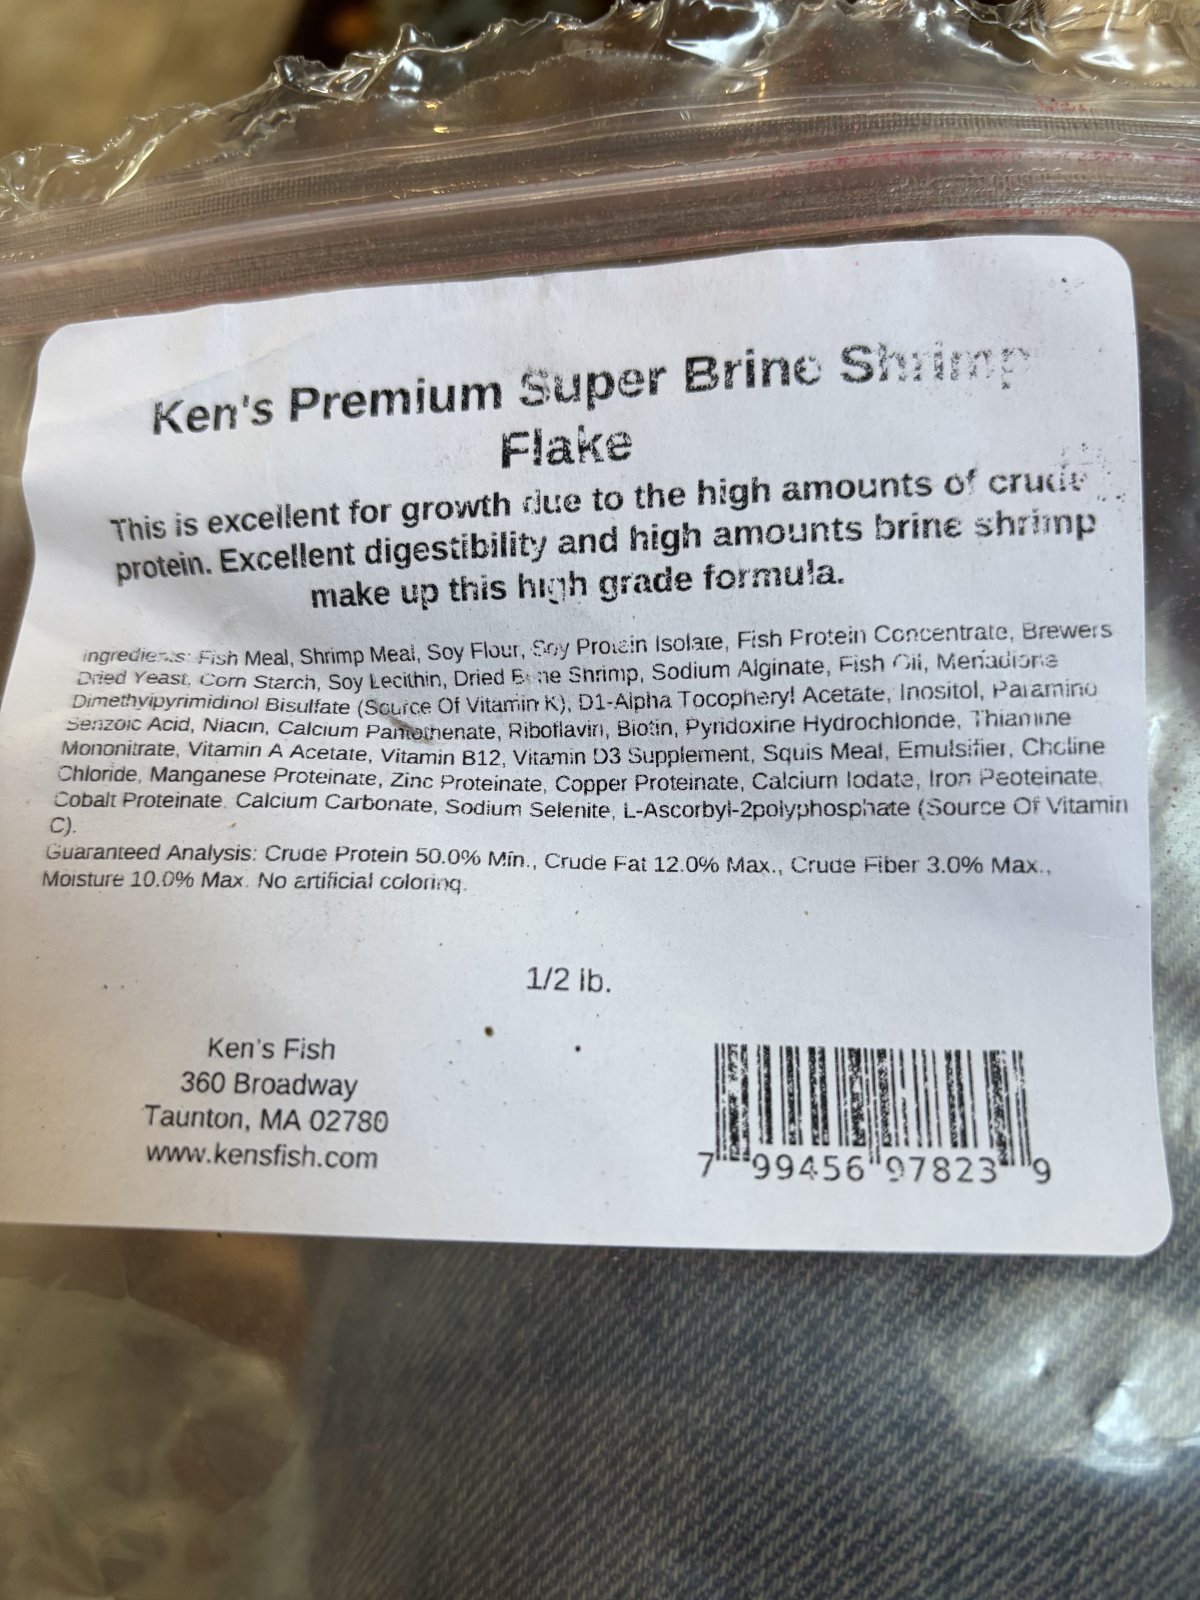 Ken's Premium Super Brine Shrimp
Flake
This is excellent for growth due to the high amounts of crude
protein. Excellent digestibility and high amounts brine shrimp
make up this high grade formula.
Ingredients: Fish Meal, Shrimp Meal, Soy Flour, Soy Protein Isolate, Fish Protein Concentrate, Brewers
Dried Yeast, Corn Starch, Soy Lecithin, Dried Brine Shrimp, Sodium Alginate, Fish Oil, Menadione
Dimethyipyrimidinol Bisulfate (Source Of Vitamin K), D1-Alpha Tocopheryl Acetate, Inositol, Paramino
Benzoic Acid, Niacin, Calcium Pantothenate, Riboflavin, Biotin, Pyridoxine Hydrochloride, Thiamine
Mononitrate, Vitamin A Acetate, Vitamin B12, Vitamin D3 Supplement, Squis Meal, Emulsifier, Choline
Chloride, Manganese Proteinate, Zinc Proteinate, Copper Proteinate, Calcium Iodate, Iron Peoteinate,
Cobalt Proteinate, Calcium Carbonate, Sodium Selenite, L-Ascorbyl-2polyphosphate (Source Of Vitamin
C).
Guaranteed Analysis: Crude Protein 50.0% Min., Crude Fat 12.0% Max., Crude Fiber 3.0% Max.,
Moisture 10.0% Max. No artificial coloring.
1/2 lb.
Ken's Fish
360 Broadway
Taunton, MA 02780
www.kensfish.com
7 99456 97823 9